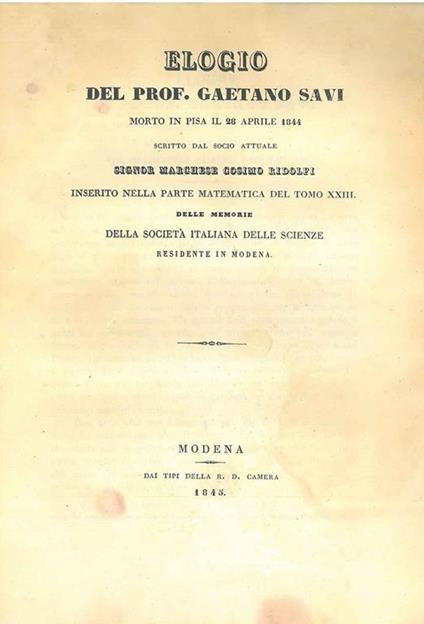 ELOGIO
DEL PROF. GAETANO SAVI
MORTO IN PISA IL 28 APRILE 1844
SCRITTO DAL SOCIO ATTUALE
SIGNOR MARCHESE COSIMO RIDOLFI
INSERITO NELLA PARTE MATEMATICA DEL TOMO XXIII.
DELLE MEMORIE
DELLA SOCIETÀ ITALIANA DELLE SCIENZE
RESIDENTE IN MODENA.
MODENA
DAI TIPI DELLA R. D. CAMERA
1845.